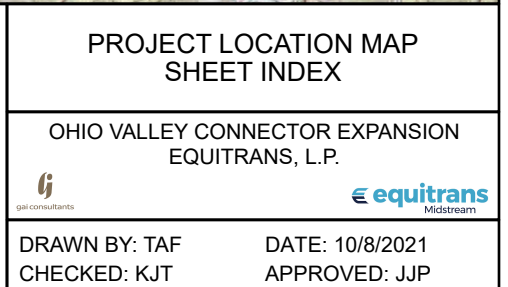 PROJECT LOCATION MAP
SHEET INDEX
OHIO VALLEY CONNECTOR EXPANSION
EQUITRANS, L.P.
gai consultants
equitrans
Midstream
DRAWN BY: TAF DATE: 10/8/2021
CHECKED: KJT APPROVED: JJP